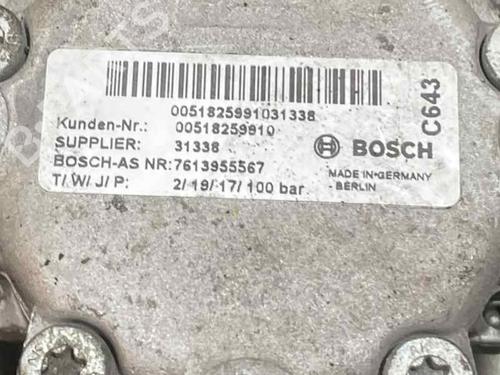 0051825991031338
Kunden-Nr.: 00518259910
SUPPLIER: 31338
BOSCH-AS NR:7613955567
T/W/J/P: 2/19/17/100 bar
BOSCH
MADE IN GERMANY
- BERLIN
C643